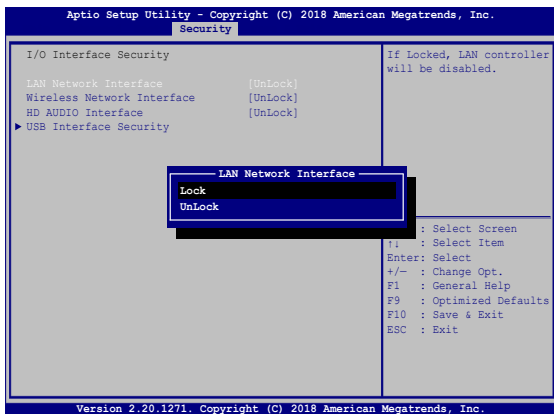 Aptio Setup Utility - Copyright (C) 2018 American Megatrends, Inc.
Security
I/O Interface Security
LAN Network Interface [UnLock]
Wireless Network Interface [UnLock]
HD AUDIO Interface [UnLock]
USB Interface Security
If Locked, LAN controller
will be disabled.
LAN Network Interface
Lock
UnLock
: Select Screen
↑↓ : Select Item
Enter: Select
+/— : Change Opt.
F1 : General Help
F9 : Optimized Defaults
F10 : Save & Exit
ESC : Exit
Version 2.20.1271. Copyright (C) 2018 American Megatrends, Inc.